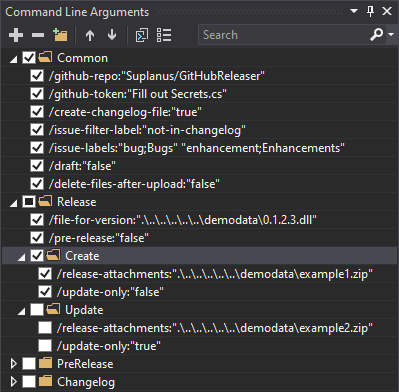 Command Line Arguments
Search
Common
/github-repo:"Suplanus/GitHubReleaser"
/github-token:"Fill out Secrets.cs"
/create-changelog-file:"true"
/issue-filter-label:"not-in-changelog"
/issue-labels:"bug;Bugs" "enhancement;Enhancements"
/draft:"false"
/delete-files-after-upload:"false"
Release
/file-for-version:".\..\..\..\..\..\demodata\0.1.2.3.dll"
/pre-release:"false"
Create
/release-attachments:".\..\..\..\..\..\demodata\example1.zip"
/update-only:"false"
Update
/release-attachments:".\..\..\..\..\..\demodata\example2.zip"
/update-only:"true"
PreRelease
Changelog